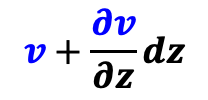 v + ∂v/∂z dz